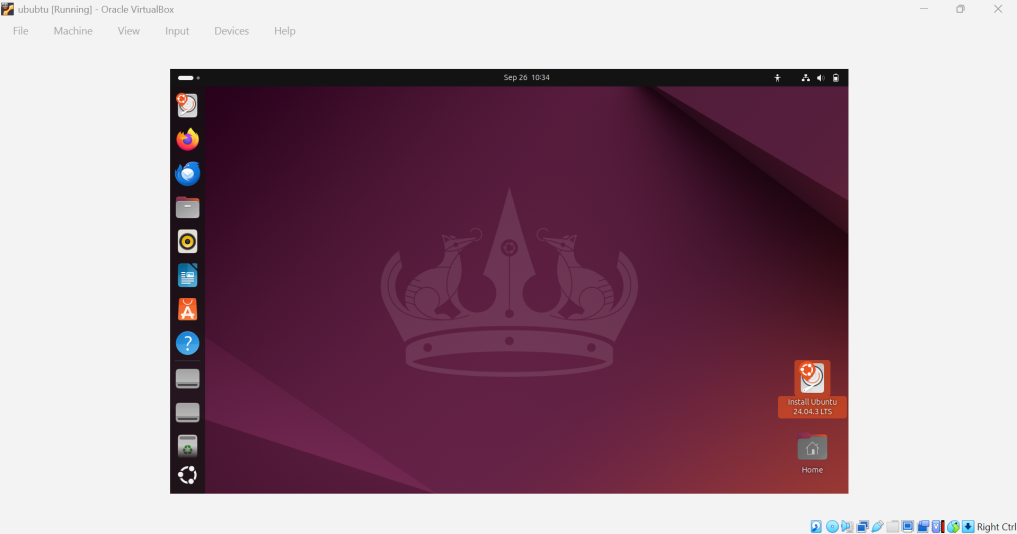 ububtu [Running] - Oracle VirtualBox
File Machine View Input Devices Help
Sep 26 10:34
Install Ubuntu
24.04.3 LTS
Home
Right Ctrl